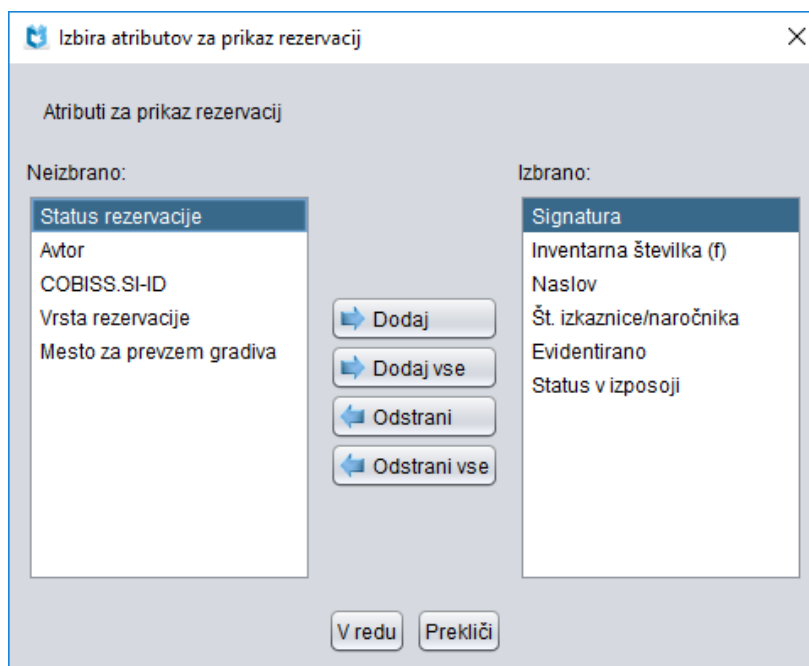 Izbira atributov za prikaz rezervacij
Atributi za prikaz rezervacij
Neizbrano:
Status rezervacije
Avtor
COBISS.SI-ID
Vrsta rezervacije
Mesto za prevzem gradiva
Dodaj
Dodaj vse
Odstrani
Odstrani vse
Izbrano:
Signatura
Inventarna številka (f)
Naslov
Št. izkaznice/naročnika
Evidentirano
Status v izposoji
V redu
Prekliči